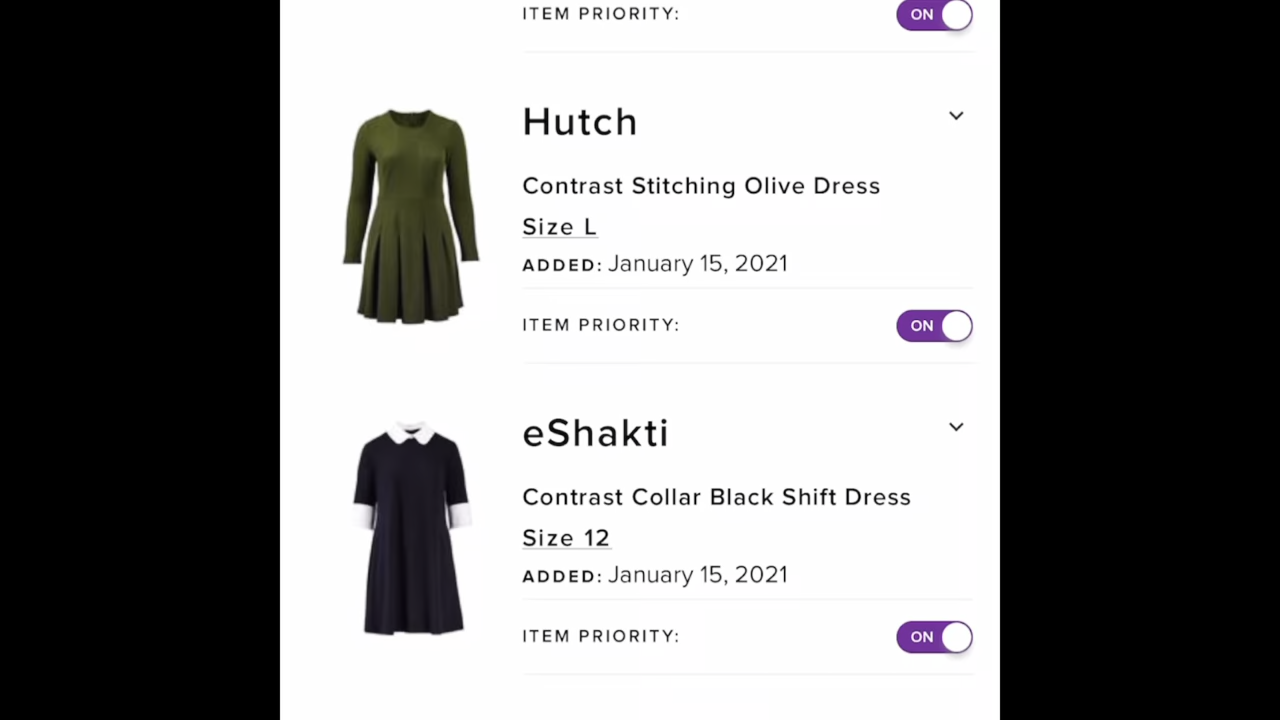 ITEM PRIORITY:
ON
Hutch
Contrast Stitching Olive Dress
Size L
ADDED: January 15, 2021
ITEM PRIORITY:
ON
eShakti
Contrast Collar Black Shift Dress
Size 12
ADDED: January 15, 2021
ITEM PRIORITY:
ON